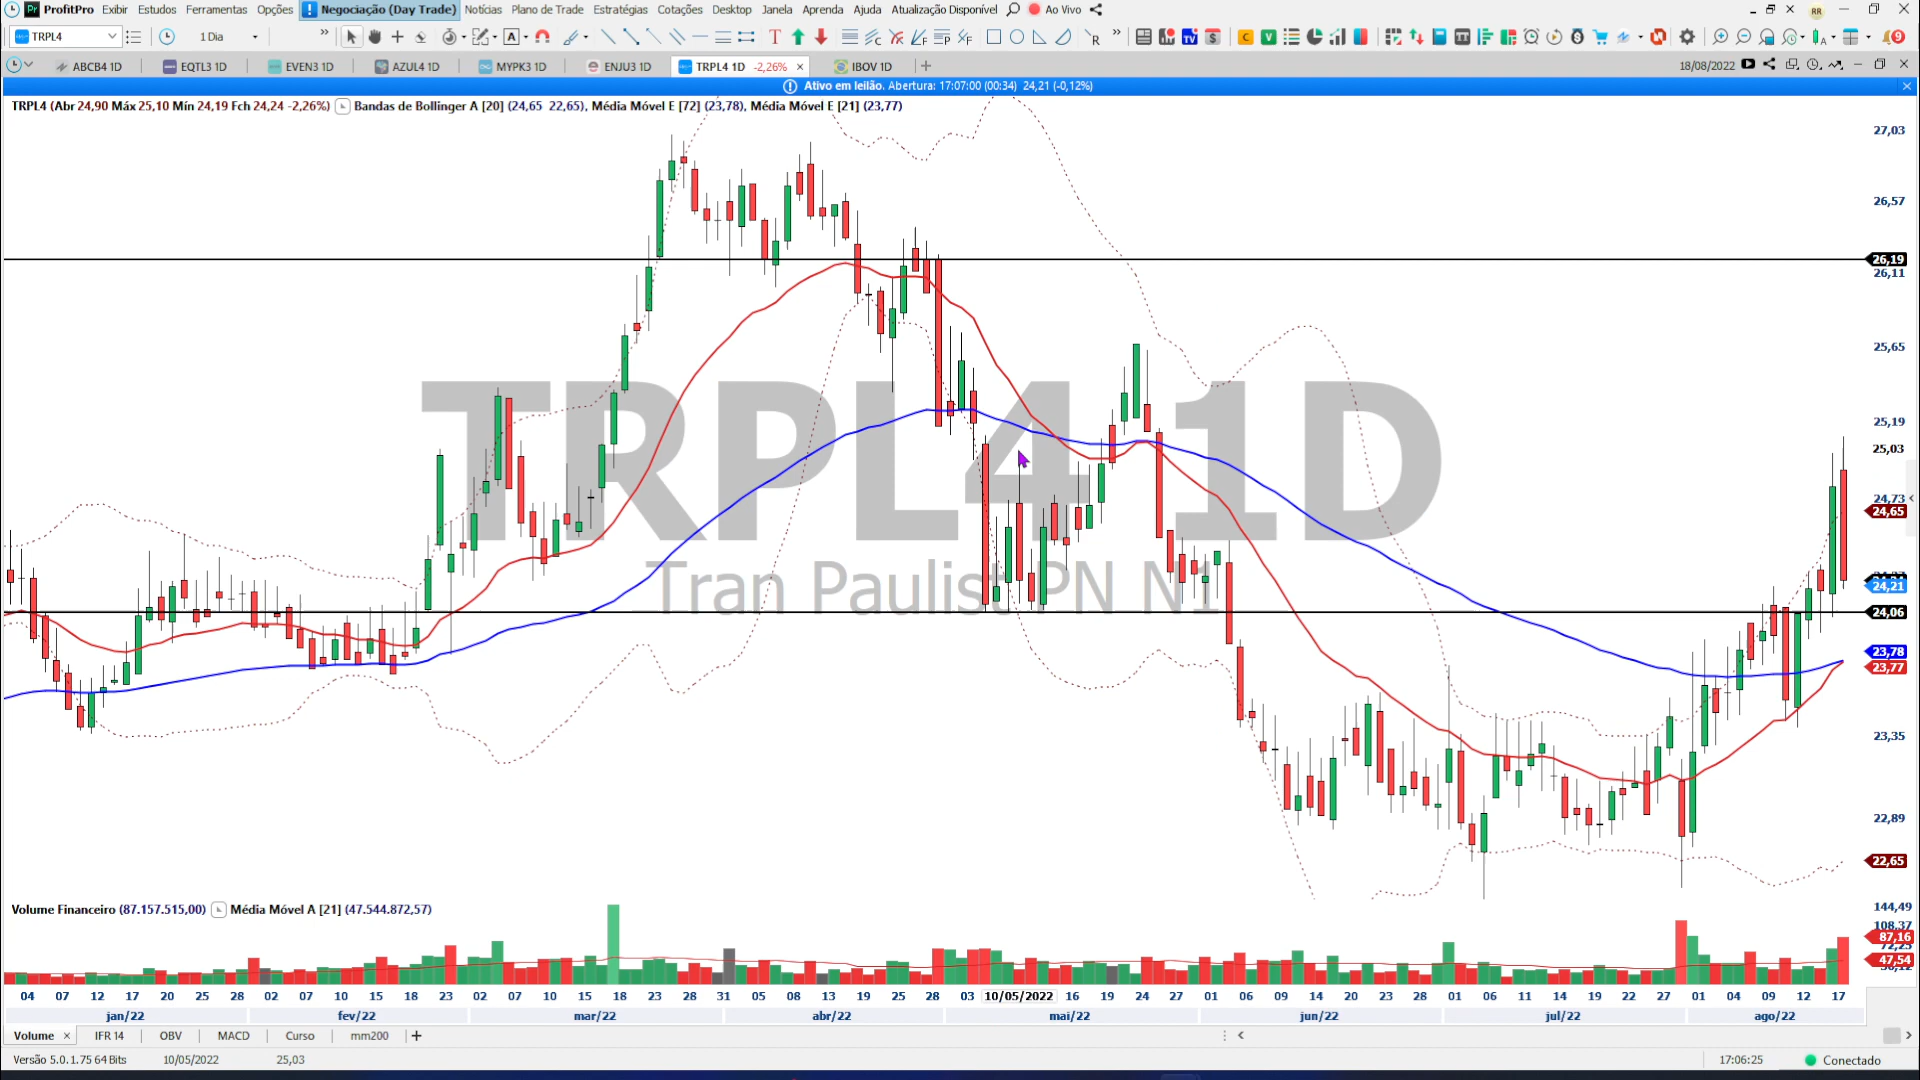 ProfitPro Exibir Estudos Ferramentas Opções Negociação (Day Trade) Notícias Plano de Trade Estratégias Cotações Desktop Janela Aprenda Ajuda Atualização Disponível Ao Vivo RR
TRPL4 1 Dia
ABCB4 1D EQTL3 1D EVEN3 1D AZUL4 1D MYPK3 1D ENJU3 1D TRPL4 1D -2,26% IBOV 1D 18/08/2022
Ativo em leilão. Abertura: 17:07:00 (00:34) 24,21 (-0,12%)
TRPL4 (Abr 24,90 Máx 25,10 Mín 24,19 Fch 24,24 -2,26%) Bandas de Bollinger A [20] (24,65 22,65), Média Móvel E [72] (23,78), Média Móvel E [21] (23,77)
27,03
26,57
26,19
26,11
25,65
25,19
25,03
24,73
24,65
24,21
24,06
23,78
23,77
23,35
22,89
22,65
TRPL4 1D
Tran Paulist PN N1
Volume Financeiro (87.157.515,00) Média Móvel A [21] (47.544.872,57)
144,49
108,37
87,16
72,25
47,54
04 07 12 17 20 25 28 02 07 10 15 18 23 02 07 10 15 18 23 28 31 05 08 13 19 25 28 03 10/05/2022 16 19 24 27 01 06 09 14 20 23 28 01 06 11 14 19 22 27 01 04 09 12 17
jan/22 fev/22 mar/22 abr/22 mai/22 jun/22 jul/22 ago/22
Volume IFR 14 OBV MACD Curso mm200
Versão 5.0.1.75 64 Bits 10/05/2022 25,03 17:06:25 Conectado